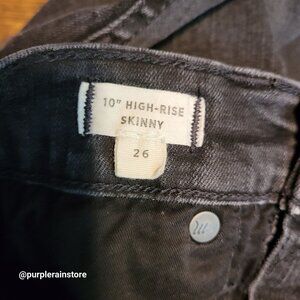 10" HIGH-RISE
SKINNY
26
@purplerainstore